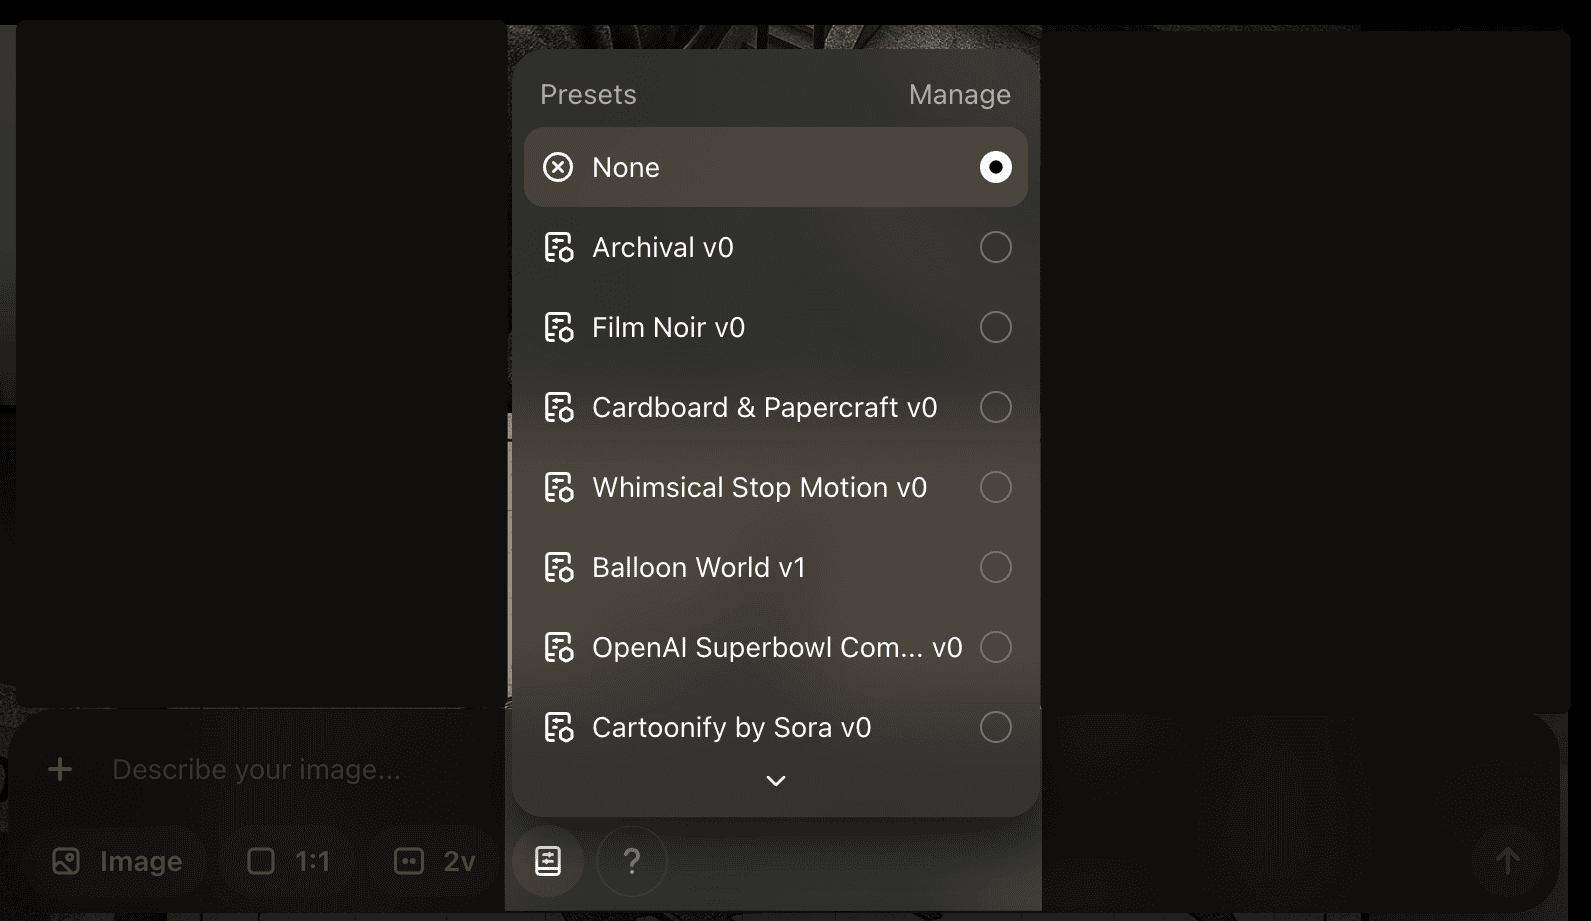 Presets
Manage
None
Archival v0
Film Noir v0
Cardboard & Papercraft v0
Whimsical Stop Motion v0
Balloon World v1
OpenAI Superbowl Com... v0
Cartoonify by Sora v0
Describe your image...
Image
1:1
2v
?